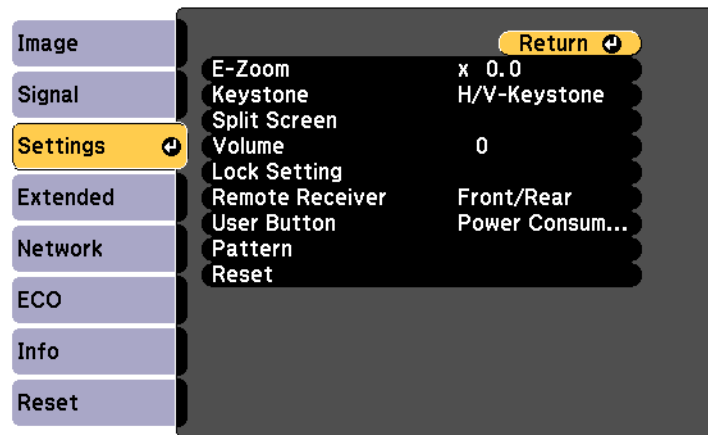 Image
Signal
Settings
Extended
Network
ECO
Info
Reset
Return
E-Zoom x 0.0
Keystone H/V-Keystone
Split Screen
Volume 0
Lock Setting
Remote Receiver Front/Rear
User Button Power Consum...
Pattern
Reset